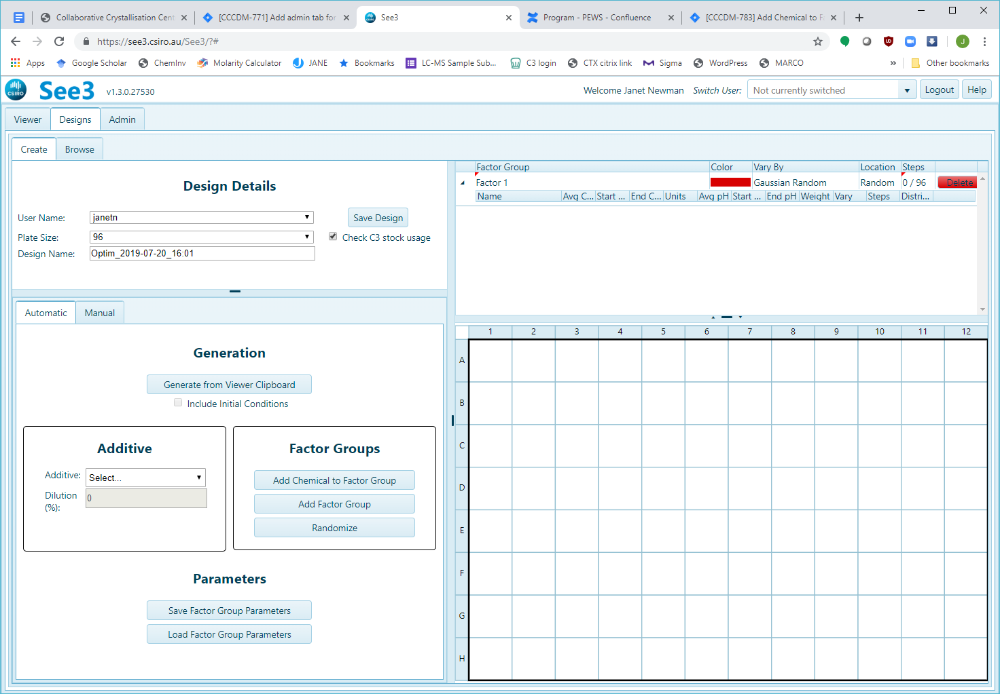 Collaborative Crystallisation Cent
[CCCDM-771] Add admin tab for
See3
Program - PEWS - Confluence
[CCCDM-783] Add Chemical to F
https://see3.csiro.au/See3/?#
J
Apps
Google Scholar
ChemInv
Molarity Calculator
JANE
Bookmarks
LC-MS Sample Sub...
C3 login
CTX citrix link
Sigma
WordPress
MARCO
»
Other bookmarks
CSIRO
See3
v1.3.0.27530
Welcome Janet Newman
Switch User:
Not currently switched
Logout
Help
Viewer
Designs
Admin
Create
Browse
Design Details
User Name:
janetn
Save Design
Plate Size:
96
Check C3 stock usage
Design Name:
Optim_2019-07-20_16:01
Factor Group
Color
Vary By
Location
Steps
Factor 1
Gaussian Random
Random
0 / 96
Delete
Name
Avg C...
Start ...
End C...
Units
Avg pH
Start ...
End pH
Weight
Vary
Steps
Distri...
Automatic
Manual
Generation
Generate from Viewer Clipboard
Include Initial Conditions
Additive
Additive:
Select...
Dilution
(%):
0
Factor Groups
Add Chemical to Factor Group
Add Factor Group
Randomize
Parameters
Save Factor Group Parameters
Load Factor Group Parameters
1 2 3 4 5 6 7 8 9 10 11 12
A
B
C
D
E
F
G
H